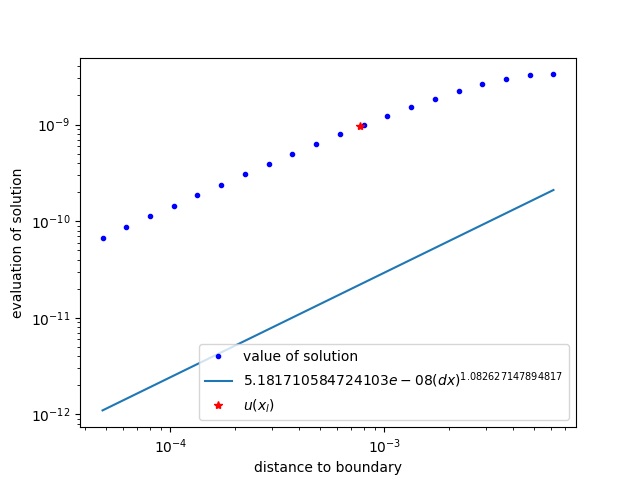 10⁻⁹
10⁻¹⁰
10⁻¹¹
10⁻¹²
evaluation of solution
value of solution
5.181710584724103e − 08(dx)^1.082627147894817
u(x_l)
10⁻⁴
10⁻³
distance to boundary